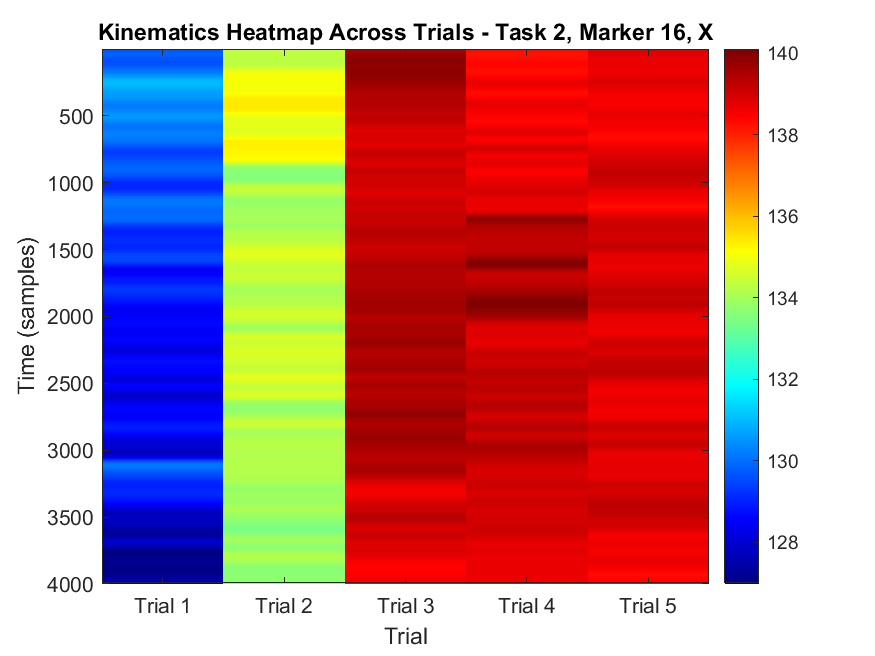 Kinematics Heatmap Across Trials - Task 2, Marker 16, X
Time (samples)
500
1000
1500
2000
2500
3000
3500
4000
Trial 1
Trial 2
Trial 3
Trial 4
Trial 5
Trial
140
138
136
134
132
130
128